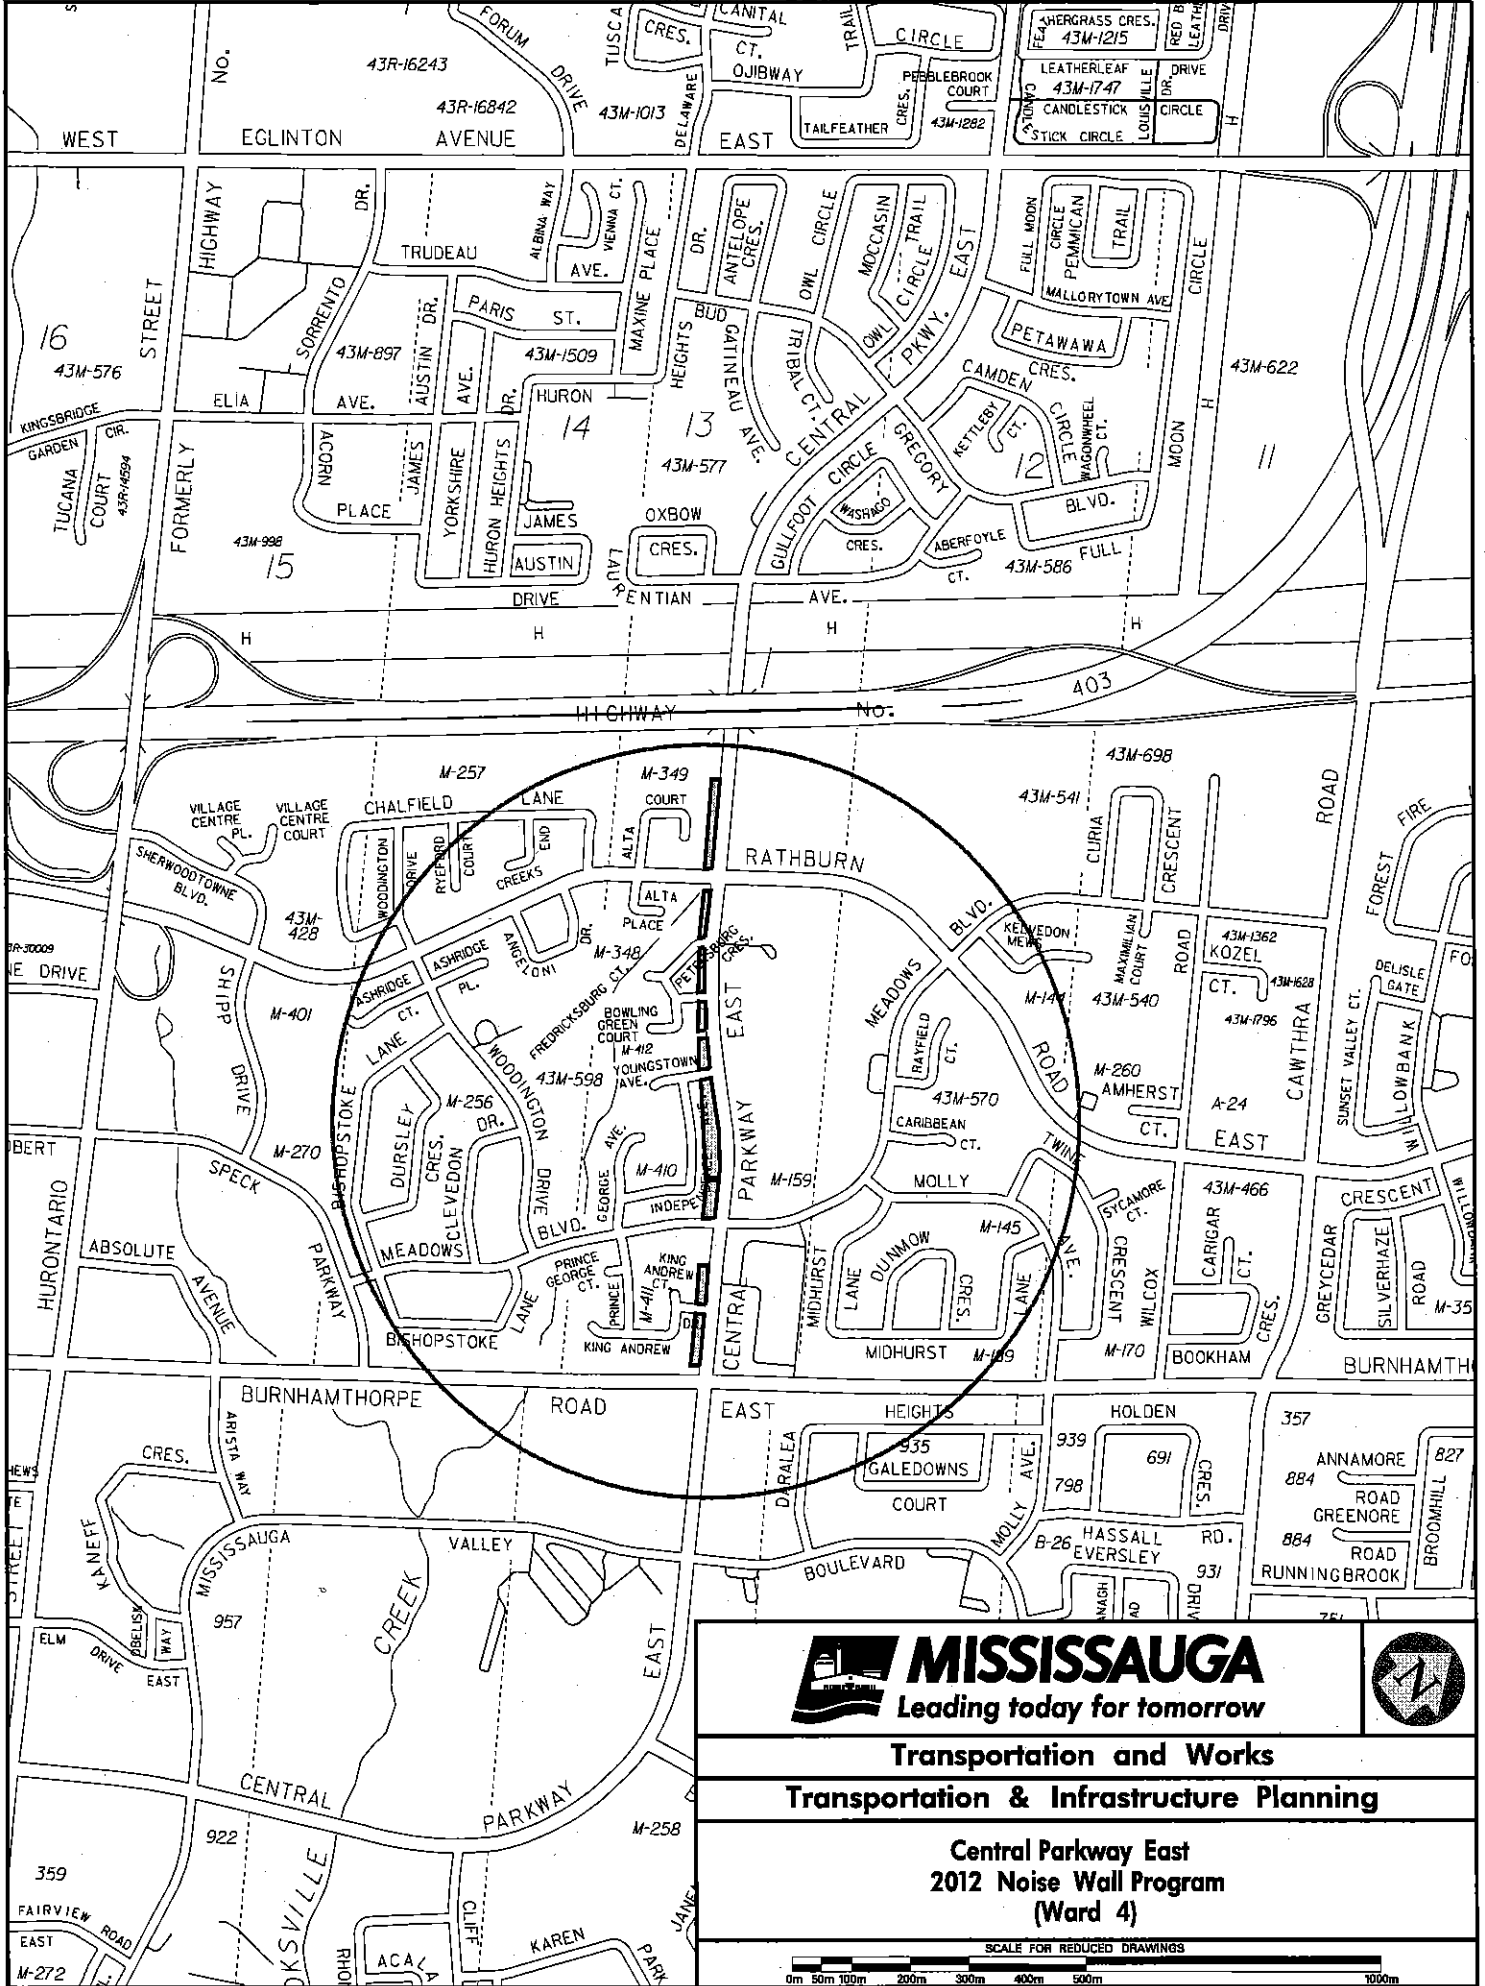 No.
43R-16243
43R-16842
FORUM
DRIVE
TUSCA
CRES.
CANITAL
CT.
OJIBWAY
TRAIL
CIRCLE
PEBBLEBROOK
COURT
FEATHERGRASS CRES.
43M-1215
LEATHERLEAF DRIVE
43M-1747
CANDLESTICK CIRCLE
CANDLESTICK CIRCLE
LOUISVILLE DR.
43M-1013
DELAWARE
TAILFEATHER
CRES.
43M-1282
WEST EGLINTON AVENUE EAST
H
HIGHWAY
DR.
TRUDEAU
AVE.
ALBINA WAY
VIENNA CT.
MAXINE PLACE
DR.
ANTELOPE
CRES.
OWL CIRCLE
MOCCASIN
TRAIL
OWL CIRCLE
EAST
FULL MOON
CIRCLE
PEMMICAN
TRAIL
CIRCLE
MALLORYTOWN AVE
PETAWAWA
CRES.
16
43M-576
STREET
SORRENTO
43M-897
AUSTIN DR.
PARIS ST.
AVE.
43M-1509
HEIGHTS
BUD
GATINEAU
AVE.
TRIBAL CT.
PKWY.
CENTRAL
CAMDEN
CIRCLE
43M-622
H
KINGSBRIDGE
GARDEN CIR.
ELIA AVE.
DR.
HURON
14
13
43M-577
GREGORY
KETTLEBY
CT.
WAGONWHEEL
CT.
12
MOON
11
TUCANA
COURT
43R-14594
FORMERLY
ACORN
PLACE
JAMES
YORKSHIRE
HURON HEIGHTS
JAMES
AUSTIN
DRIVE
OXBOW
CRES.
LAURENTIAN AVE.
GULLFOOT CIRCLE
WASHAGO
CRES.
ABERFOYLE
CT.
BLVD.
FULL
43M-586
43M-998
15
H
H
H
H
HIGHWAY No. 403
M-257
M-349
43M-698
43M-541
VILLAGE
CENTRE
PL.
VILLAGE
CENTRE
COURT
CHALFIELD LANE
COURT
ALTA
SHERWOODTOWNE
BLVD.
WOODINGTON
DRIVE
RYEFORD
COURT
CREEKS
END
RATHBURN
CURIA
CRESCENT
ROAD
FIRE
FOREST
43M-
428
ALTA
PLACE
BLVD.
KELVEDON
MEWS
MAXIMILIAN
COURT
43M-1362
KOZEL
CT.
43M-1628
43M-1796
DELISLE
GATE
ROAD
DRIVE
SHIPP
DRIVE
M-401
ASHRIDGE
CT.
ASHRIDGE
PL.
ANGELONI
DR.
M-348
FREDRICKSBURG CT.
PETERSBURG
CRES.
BOWLING
GREEN
COURT
M-412
YOUNGSTOWN
AVE.
EAST
MEADOWS
RAYFIELD
CT.
43M-570
43M-540
ROAD
M-260
AMHERST
CT.
A-24
CAWTHRA
SUNSET VALLEY CT.
WILLOWBANK
LANE
WOODINGTON
DRIVE
43M-598
M-256
DR.
BISHOPSTOKE
DURSLEY
CRES.
CLEVEDON
GEORGE
AVE.
M-410
PARKWAY
M-159
CARIBBEAN
CT.
MOLLY
EAST
M-270
SPECK
HURONTARIO
ABSOLUTE
AVENUE
PARKWAY
MEADOWS
BLVD.
PRINCE
GEORGE
CT.
KING
ANDREW
CT.
PRINCE
M-411
KING ANDREW
BISHOPSTOKE
LANE
CENTRAL
MIDHURST
LANE
DUNMOW
CRES.
LANE
M-145
AVE.
SYCAMORE
CT.
CRESCENT
WILCOX
43M-466
CARIGAR
CT.
CRES.
CRESCENT
GREYCEDAR
SILVERHAZE
ROAD
MIDHURST
M-170
BOOKHAM
BURNHAMTHORPE ROAD EAST
HEIGHTS
HOLDEN
ARISTA WAY
CRES.
KANEFF
MISSISSAUGA
VALLEY
BOULEVARD
DARALEA
935
GALEDOWNS
COURT
AVE.
MOLLY
939
798
691
CRES.
B-26
HASSALL
RD.
EVERSLEY
931
357
ANNAMORE
ROAD
884
GREENORE
884
ROAD
RUNNINGBROOK
827
BROOMHILL
957
CREEK
OBELISK
WAY
ELM
DRIVE
EAST
EAST
CENTRAL
PARKWAY
M-258
922
359
FAIRVIEW
ROAD
EAST
M-272
CLIFF
KAREN
PARK
MISSISSAUGA
Leading today for tomorrow
N
Transportation and Works
Transportation & Infrastructure Planning
Central Parkway East
2012 Noise Wall Program
(Ward 4)
SCALE FOR REDUCED DRAWINGS
0m 50m 100m 200m 300m 400m 500m 1000m